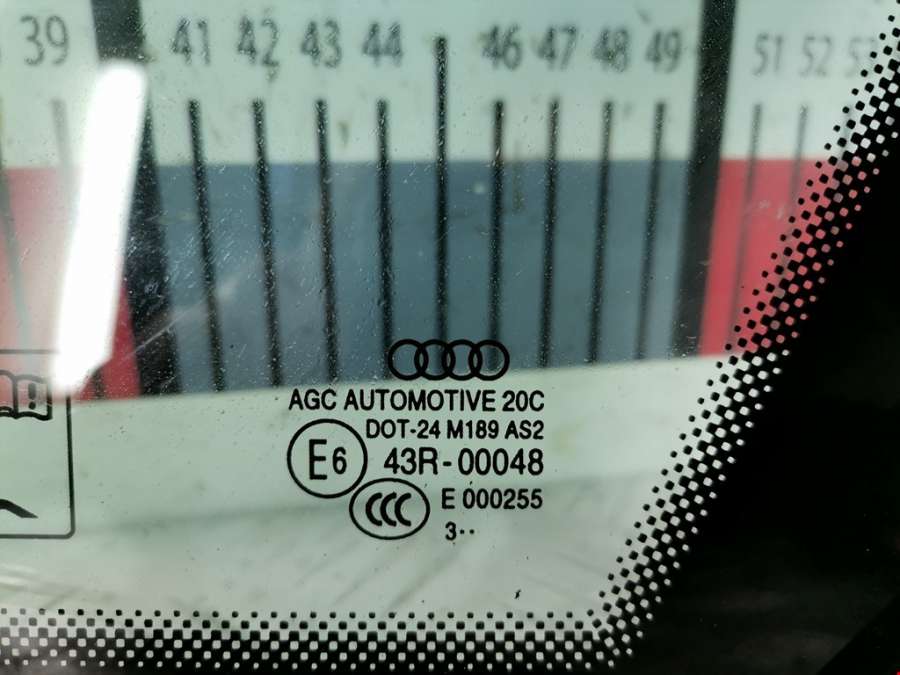 39 41 42 43 44 46 47 48 49 51 52 53
AGC AUTOMOTIVE 20C
DOT-24 M189 AS2
E6 43R-00048
CCC E 000255
3··